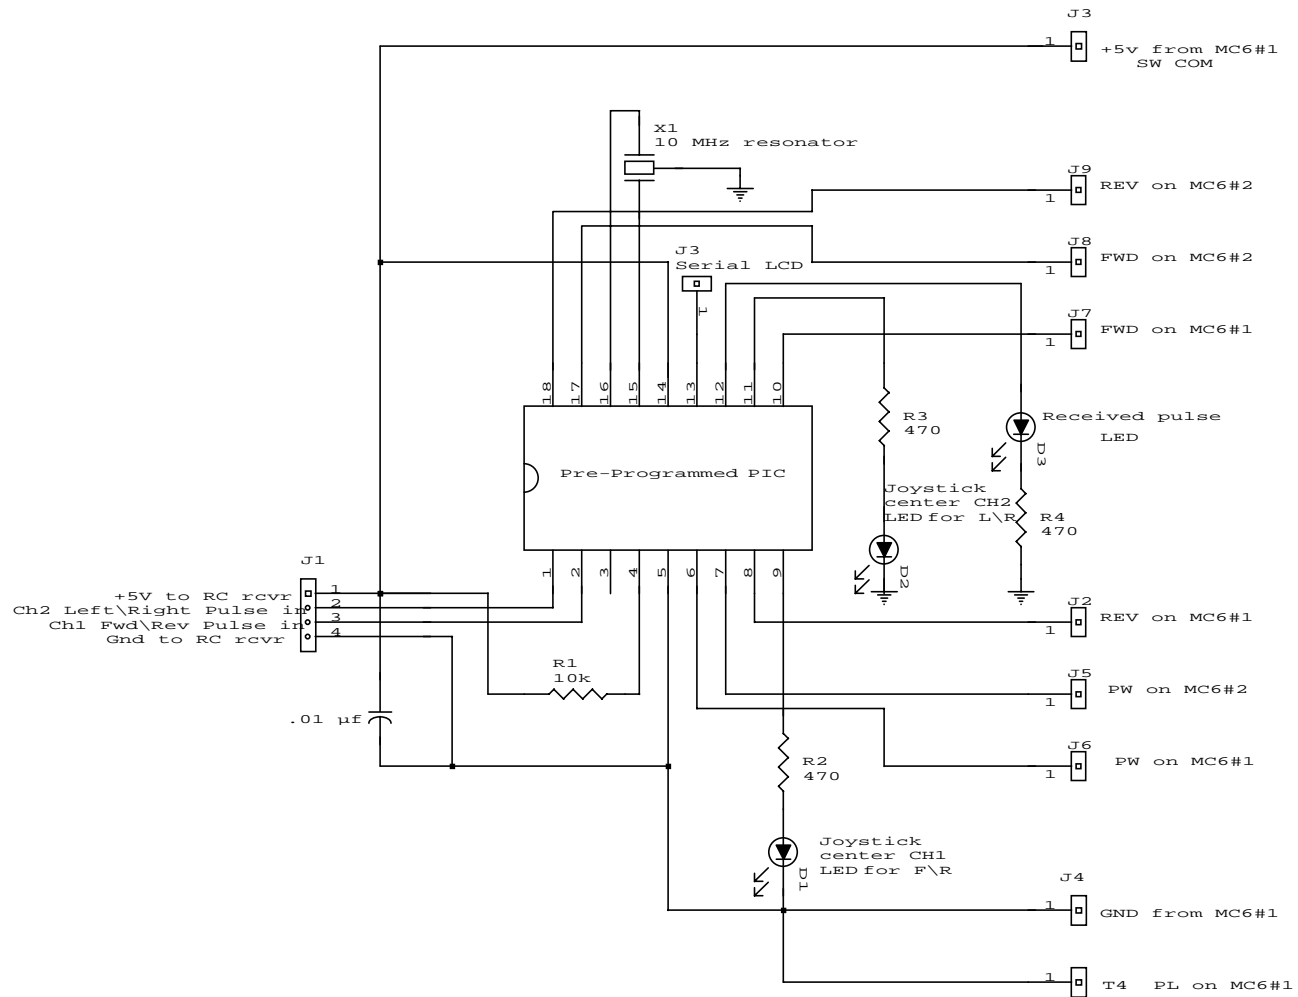 J3
1
+5v from MC6#1
SW COM
X1
10 MHz resonator
J9
REV on MC6#2
1
J3
Serial LCD
1
J8
FWD on MC6#2
1
J7
FWD on MC6#1
1
18
17
16
15
14
13
12
11
10
R3
470
Received pulse
LED
D3
Pre-Programmed PIC
Joystick
center CH2
LED for L\R
R4
470
D2
J1
1
2
3
4
5
6
7
8
9
+5V to RC rcvr
1
Ch2 Left\Right Pulse in
2
Ch1 Fwd\Rev Pulse in
3
Gnd to RC rcvr
4
J2
REV on MC6#1
1
R1
10k
J5
PW on MC6#2
1
.01 µf
J6
PW on MC6#1
1
R2
470
Joystick
center CH1
LED for F\R
D1
J4
1
GND from MC6#1
1
T4 PL on MC6#1